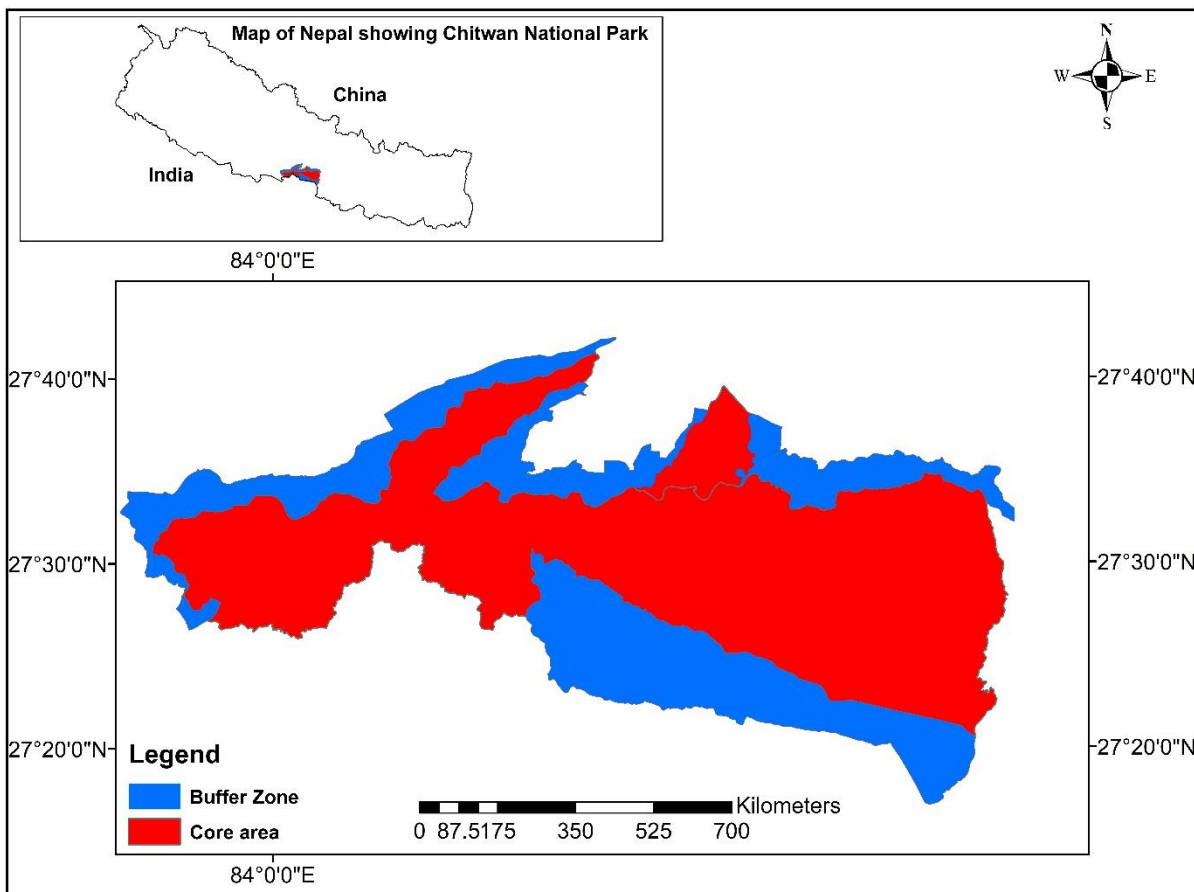 Map of Nepal showing Chitwan National Park
N
W E
S
China
India
84°0'0"E
27°40'0"N 27°40'0"N
27°30'0"N 27°30'0"N
27°20'0"N 27°20'0"N
Legend
Buffer Zone
Core area
Kilometers
0 87.5175 350 525 700
84°0'0"E